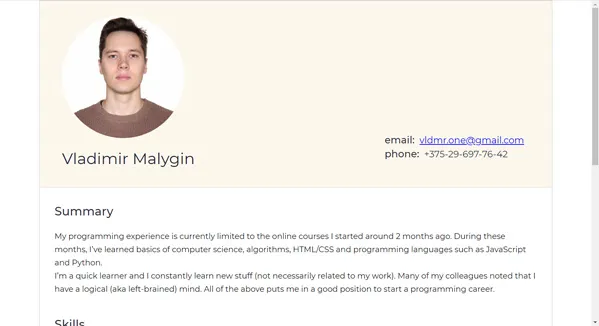 Vladimir Malygin
email: vldmr.one@gmail.com
phone: +375-29-697-76-42
Summary
My programming experience is currently limited to the online courses I started around 2 months ago. During these
months, I've learned basics of computer science, algorithms, HTML/CSS and programming languages such as JavaScript
and Python.
I'm a quick learner and I constantly learn new stuff (not necessarily related to my work). Many of my colleagues noted that I
have a logical (aka left-brained) mind. All of the above puts me in a good position to start a programming career.
Skills